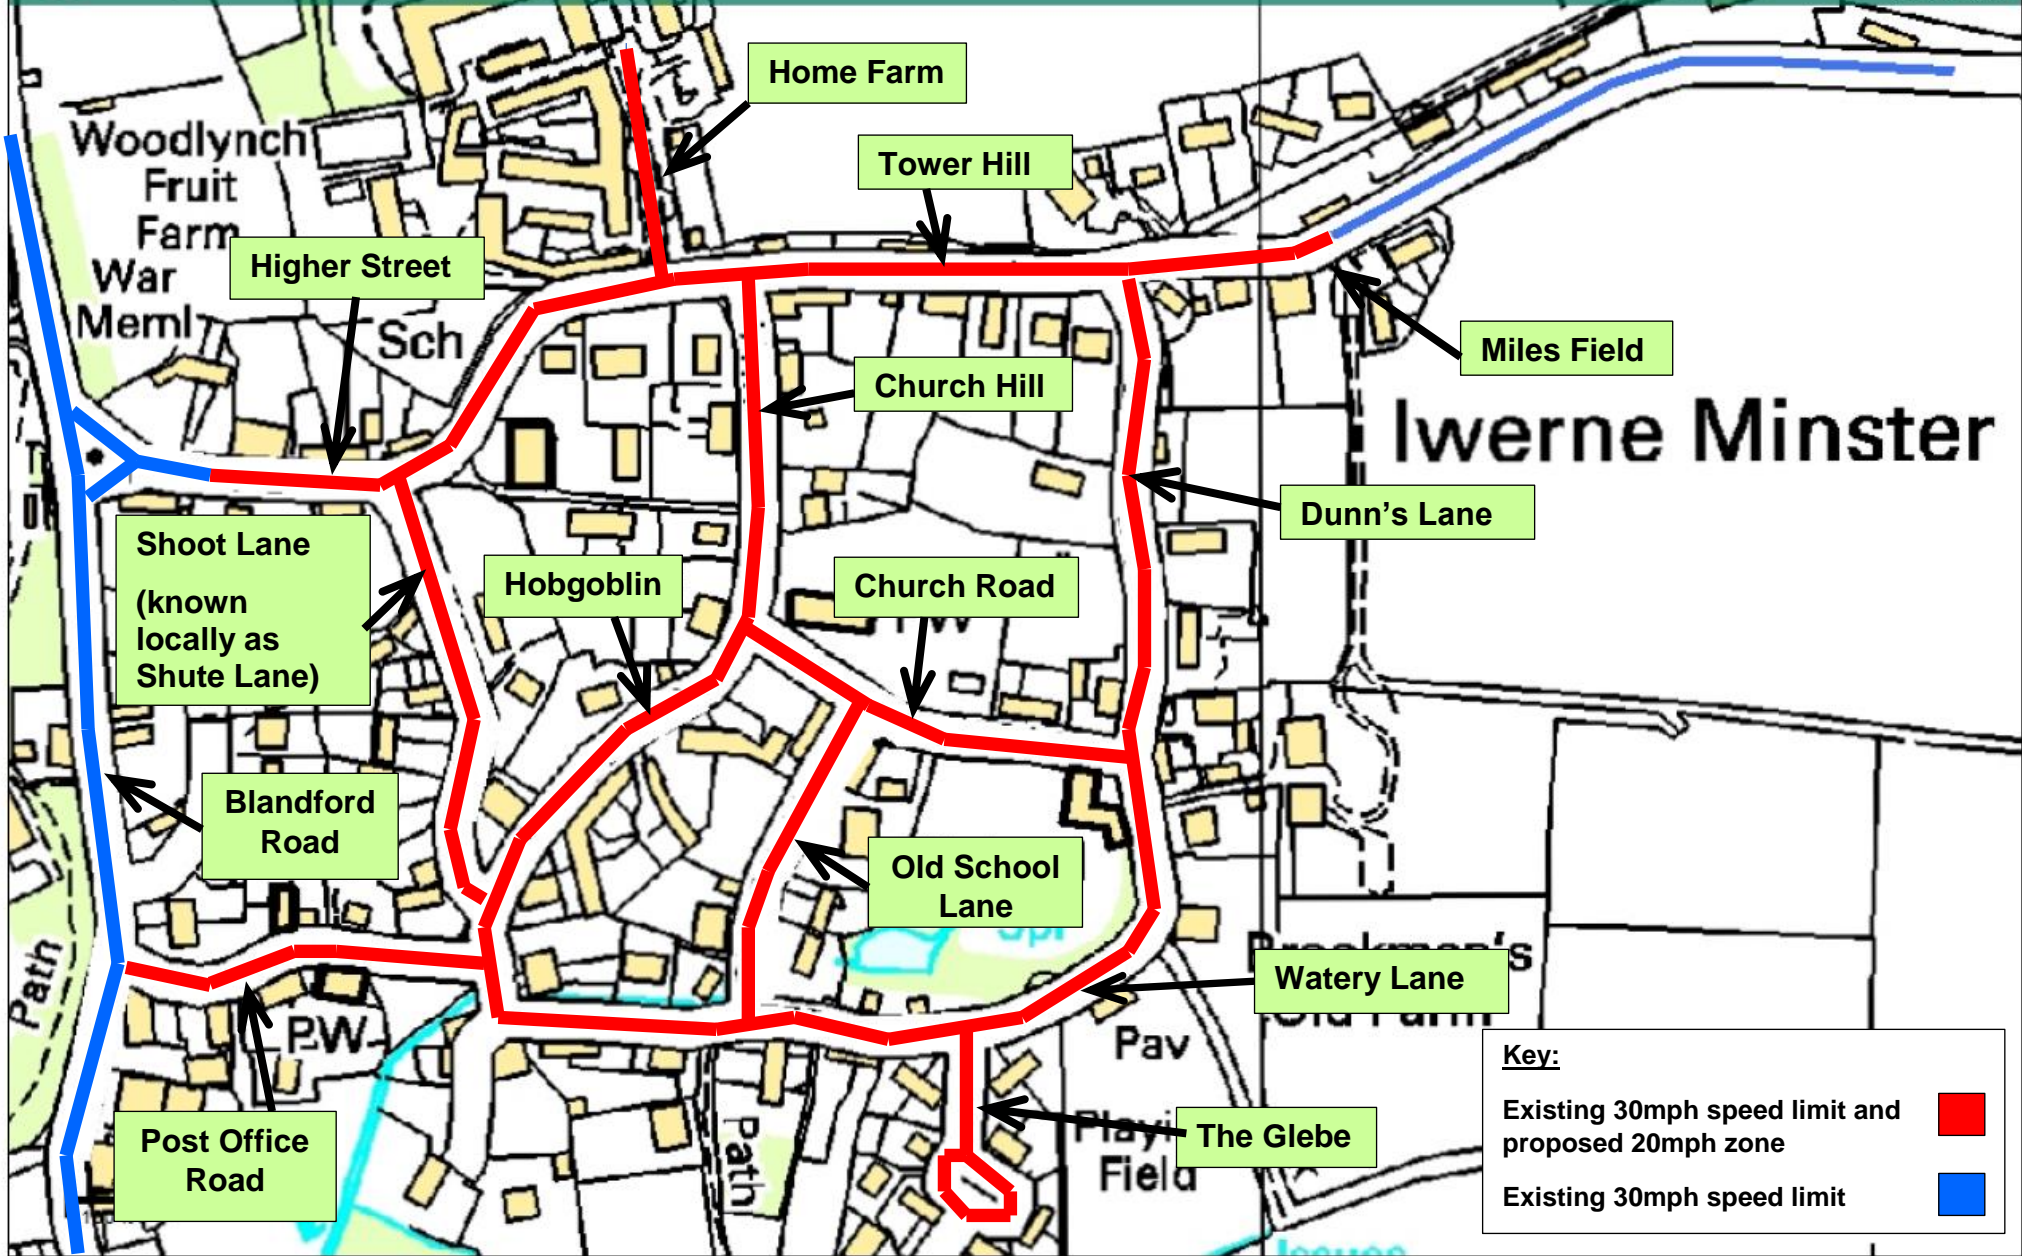 Home Farm
Tower Hill
Woodlynch
Fruit
Farm
War
Meml
Higher Street
Sch
Miles Field
Church Hill
Iwerne Minster
Dunn’s Lane
Shoot Lane
(known
locally as
Shute Lane)
Hobgoblin
Church Road
Blandford
Road
Old School
Lane
Path
Watery Lane
PW
Pav
Post Office
Road
Path
The Glebe
Field
Key:
Existing 30mph speed limit and
proposed 20mph zone
Existing 30mph speed limit